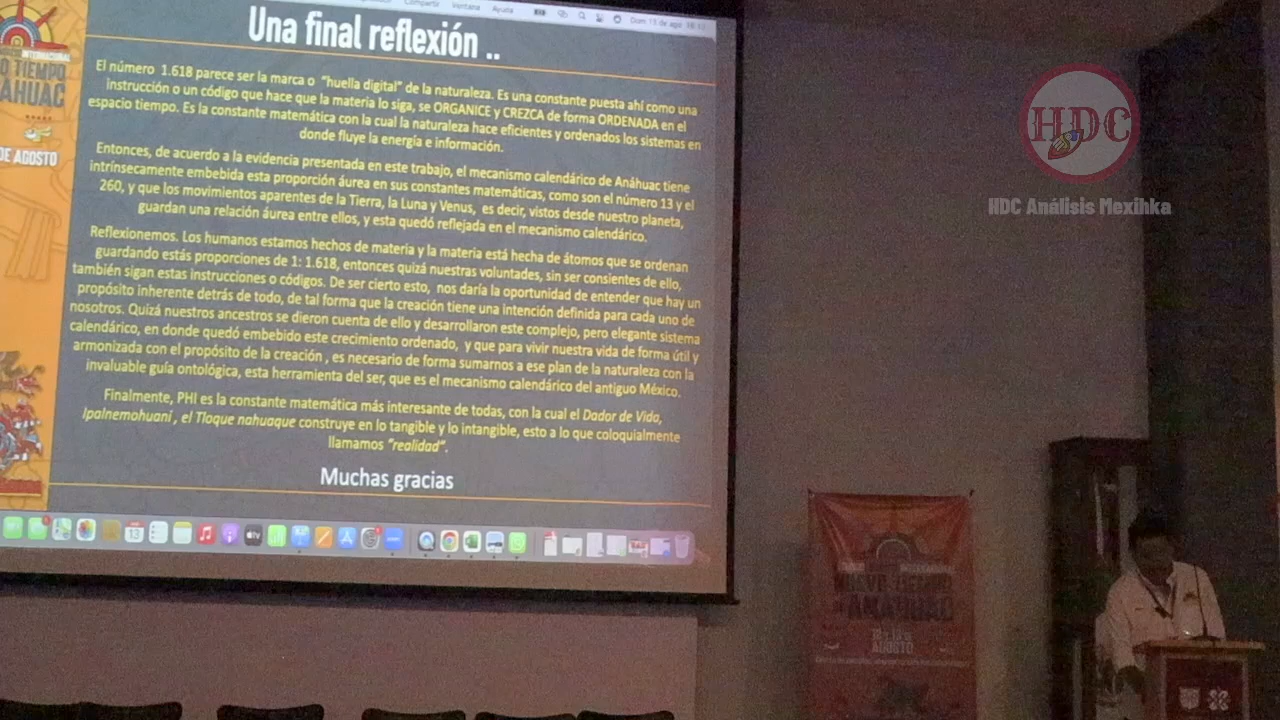 Compartir Ventana Ayuda Dom 13 de ago
Una final reflexión ..
El número 1.618 parece ser la marca o "huella digital" de la naturaleza. Es una constante puesta ahí como una
instrucción o un código que hace que la materia lo siga, se ORGANICE y CREZCA de forma ORDENADA en el
espacio tiempo. Es la constante matemática con la cual la naturaleza hace eficientes y ordenados los sistemas en
donde fluye la energía e información.
Entonces, de acuerdo a la evidencia presentada en este trabajo, el mecanismo calendárico de Anáhuac tiene
intrínsecamente embebida esta proporción áurea en sus constantes matemáticas, como son el número 13 y el
260, y que los movimientos aparentes de la Tierra, la Luna y Venus, es decir, vistos desde nuestro planeta,
guardan una relación áurea entre ellos, y esta quedó reflejada en el mecanismo calendárico.
Reflexionemos. Los humanos estamos hechos de materia y la materia está hecha de átomos que se ordenan
guardando estás proporciones de 1: 1.618, entonces quizá nuestras voluntades, sin ser consientes de ello,
también sigan estas instrucciones o códigos. De ser cierto esto, nos daría la oportunidad de entender que hay un
propósito inherente detrás de todo, de tal forma que la creación tiene una intención definida para cada uno de
nosotros. Quizá nuestros ancestros se dieron cuenta de ello y desarrollaron este complejo, pero elegante sistema
calendárico, en donde quedó embebido este crecimiento ordenado, y que para vivir nuestra vida de forma útil y
armonizada con el propósito de la creación , es necesario de forma sumarnos a ese plan de la naturaleza con la
invaluable guía ontológica, esta herramienta del ser, que es el mecanismo calendárico del antiguo México.
Finalmente, PHI es la constante matemática más interesante de todas, con la cual el Dador de Vida,
Ipalnemohuani , el Tloque nahuaque construye en lo tangible y lo intangible, esto a lo que coloquialmente
llamamos "realidad".
Muchas gracias
INTERNACIONAL
O TIEMPO
AHUAC
DE AGOSTO
13
tv
HDC
HDC Análisis Mexihka
NUEVO TIEMPO
ANAHUAC
AGOSTO